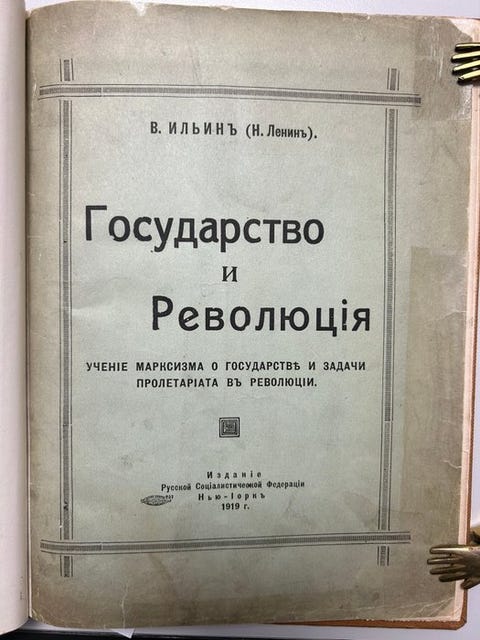 В. ИЛЬИНЪ (Н. Ленинъ).
Государство
и
Революція
УЧЕНІЕ МАРКСИЗМА О ГОСУДАРСТВѢ И ЗАДАЧИ
ПРОЛЕТАРІАТА ВЪ РЕВОЛЮЦІИ.
Изданіе
Русской Соціалистической Федераціи
Нью-Іоркъ
1919 г.